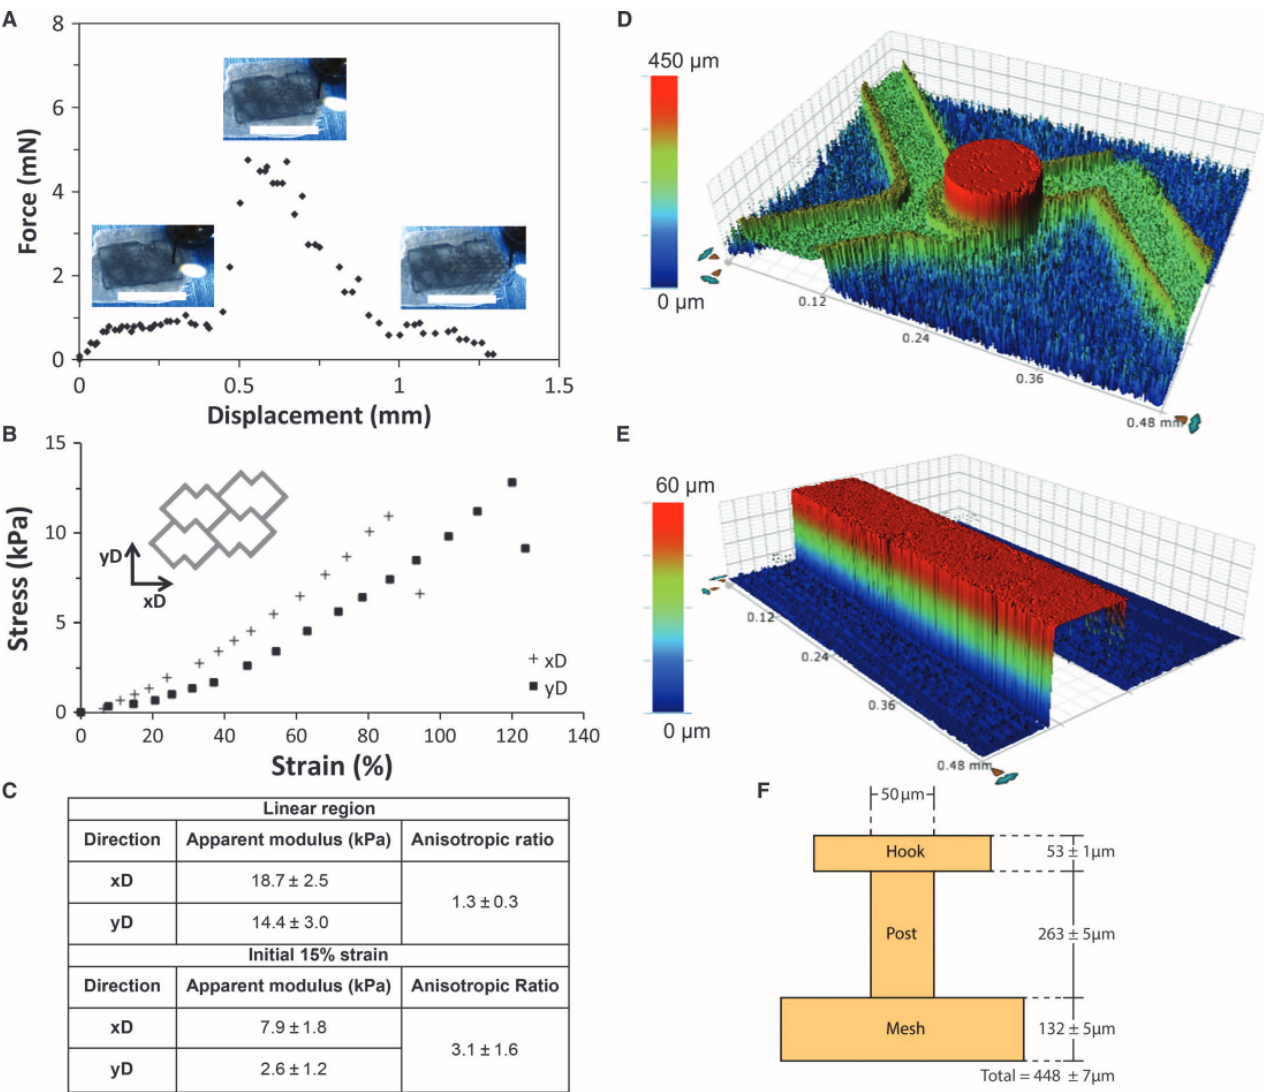 A
8
6
4
2
0
Force (mN)
0 0.5 1 1.5
Displacement (mm)
B
15
10
5
0
Stress (kPa)
yD
xD
+ xD
■ yD
0 20 40 60 80 100 120 140
Strain (%)
C
Linear region
Direction Apparent modulus (kPa) Anisotropic ratio
xD 18.7 ± 2.5
1.3 ± 0.3
yD 14.4 ± 3.0
Initial 15% strain
Direction Apparent modulus (kPa) Anisotropic Ratio
xD 7.9 ± 1.8
3.1 ± 1.6
yD 2.6 ± 1.2
D
450 µm
0 µm
0.12
0.24
0.36
0.48 mm
E
60 µm
0 µm
0.12
0.24
0.36
0.48 mm
F
50 µm
Hook 53 ± 1µm
Post 263 ± 5µm
Mesh 132 ± 5µm
Total = 448 ± 7µm